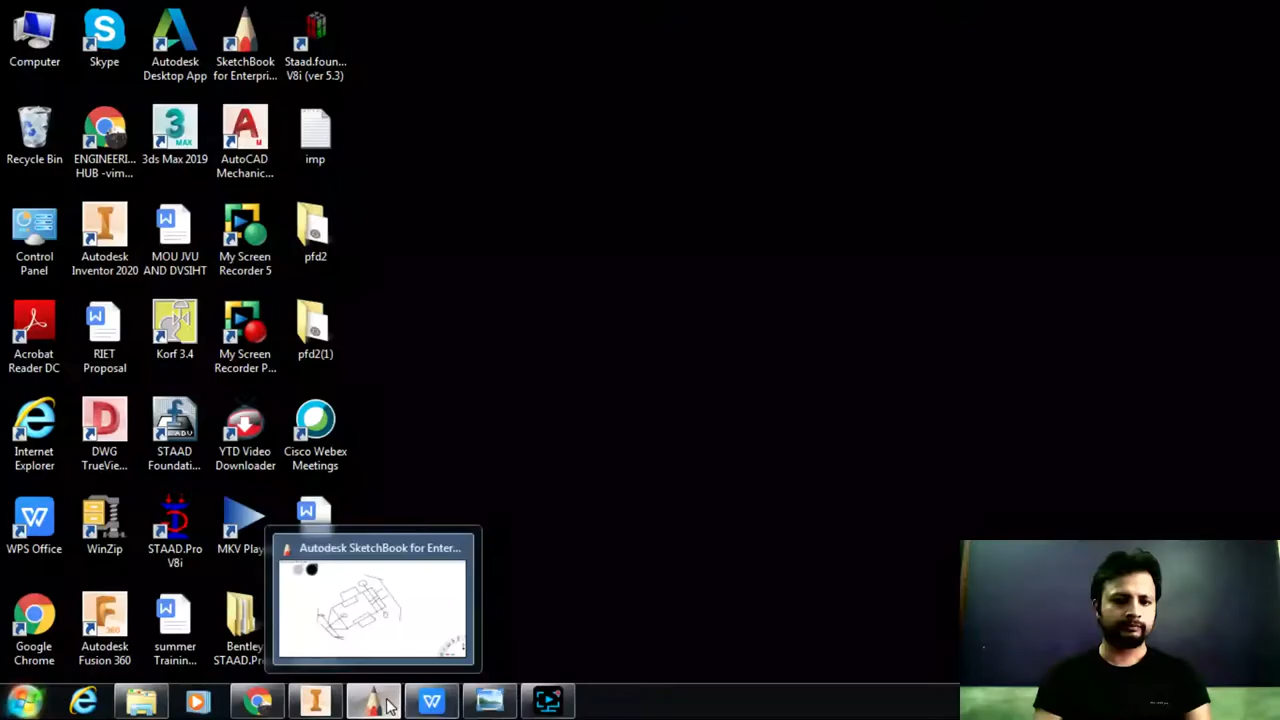 Computer
Skype
Autodesk
Desktop App
SketchBook
for Enterpri...
Staad.foun...
V8i (ver 5.3)
Recycle Bin
ENGINEERI...
HUB -vim...
3ds Max 2019
AutoCAD
Mechanic...
imp
Control
Panel
Autodesk
Inventor 2020
MOU JVU
AND DVSIHT
My Screen
Recorder 5
pfd2
Acrobat
Reader DC
RIET
Proposal
Korf 3.4
My Screen
Recorder P...
pfd2(1)
Internet
Explorer
DWG
TrueVie...
STAAD
Foundati...
YTD Video
Downloader
Cisco Webex
Meetings
WPS Office
WinZip
STAAD.Pro
V8i
MKV Play
Autodesk SketchBook for Enter...
Google
Chrome
Autodesk
Fusion 360
summer
Trainin...
Bentley
STAAD.Pr